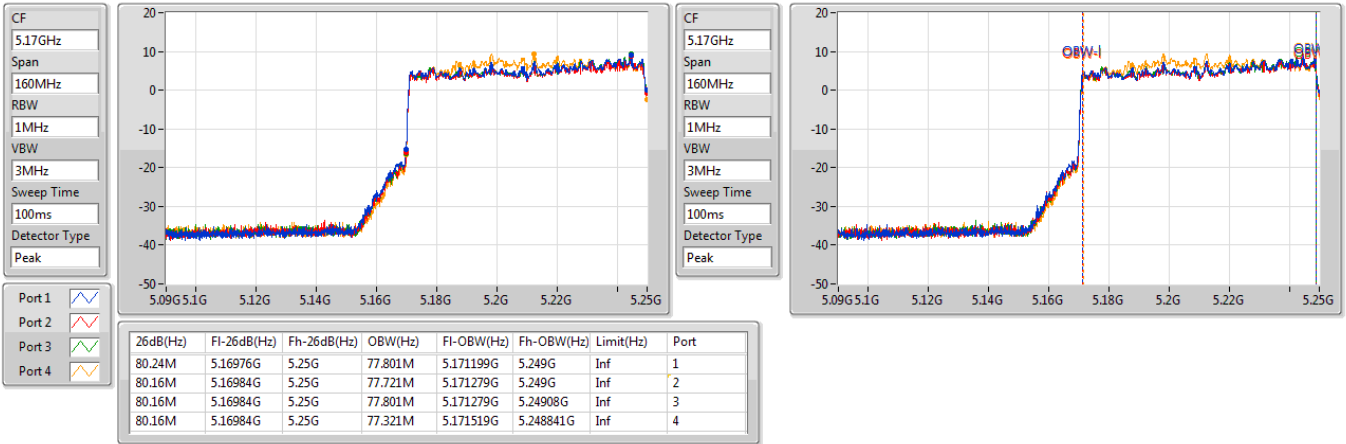 CF
5.17GHz
Span
160MHz
RBW
1MHz
VBW
3MHz
Sweep Time
100ms
Detector Type
Peak
20
10
0
-10
-20
-30
-40
-50
5.09G 5.1G 5.12G 5.14G 5.16G 5.18G 5.2G 5.22G 5.25G
CF
5.17GHz
Span
160MHz
RBW
1MHz
VBW
3MHz
Sweep Time
100ms
Detector Type
Peak
20
10
0
-10
-20
-30
-40
-50
5.09G 5.1G 5.12G 5.14G 5.16G 5.18G 5.2G 5.22G 5.25G
OBW-l
OBW
Port 1
Port 2
Port 3
Port 4
26dB(Hz) Fl-26dB(Hz) Fh-26dB(Hz) OBW(Hz) Fl-OBW(Hz) Fh-OBW(Hz) Limit(Hz) Port
80.24M 5.16976G 5.25G 77.801M 5.171199G 5.249G Inf 1
80.16M 5.16984G 5.25G 77.721M 5.171279G 5.249G Inf 2
80.16M 5.16984G 5.25G 77.801M 5.171279G 5.24908G Inf 3
80.16M 5.16984G 5.25G 77.321M 5.171519G 5.248841G Inf 4